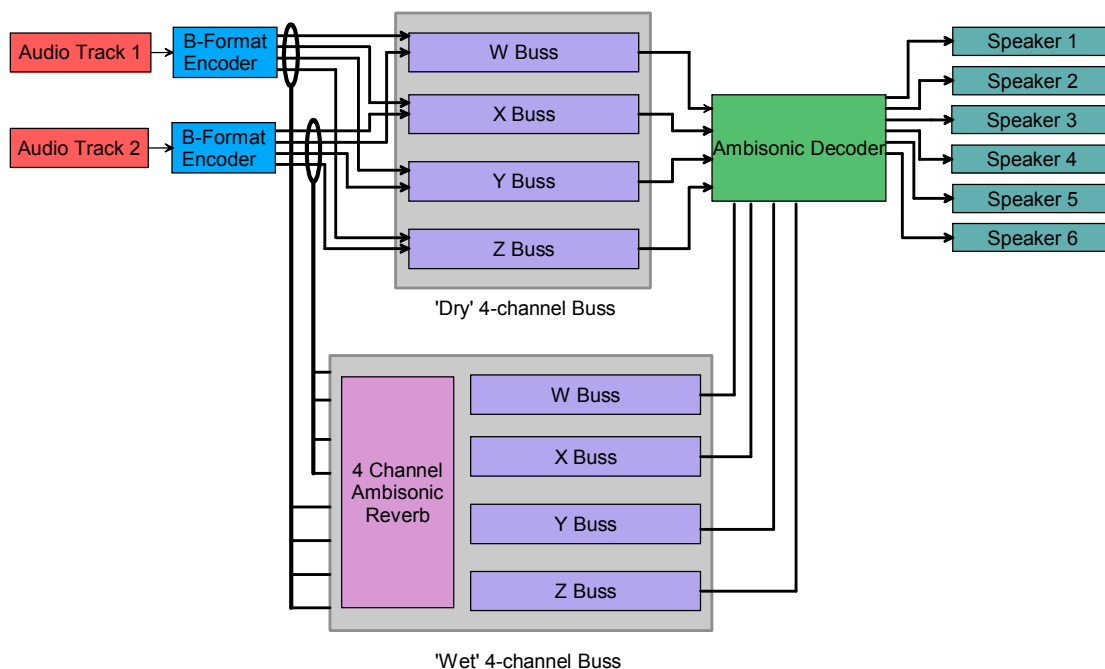 Audio Track 1
B-Format
Encoder
W Buss
X Buss
Y Buss
Z Buss
'Dry' 4-channel Buss
Audio Track 2
B-Format
Encoder
Ambisonic Decoder
Speaker 1
Speaker 2
Speaker 3
Speaker 4
Speaker 5
Speaker 6
4 Channel
Ambisonic
Reverb
W Buss
X Buss
Y Buss
Z Buss
'Wet' 4-channel Buss